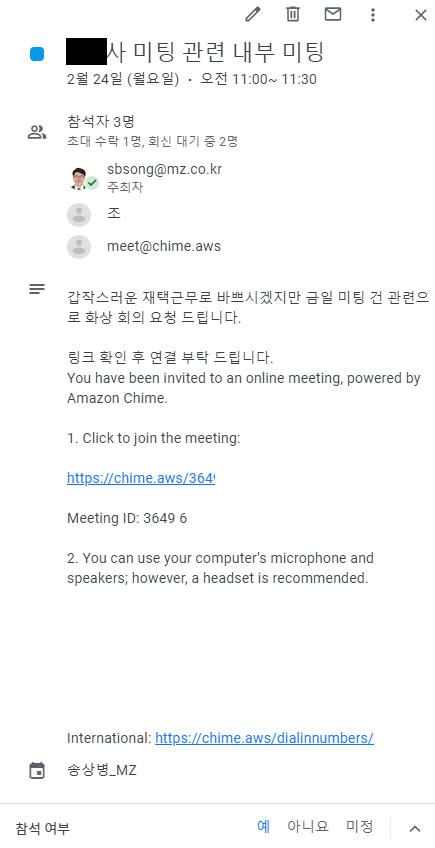 사 미팅 관련 내부 미팅
2월 24일 (월요일) · 오전 11:00~ 11:30
참석자 3명
초대 수락 1명, 회신 대기 중 2명
sbsong@mz.co.kr
주최자
조
meet@chime.aws
갑작스러운 재택근무로 바쁘시겠지만 금일 미팅 건 관련으
로 화상 회의 요청 드립니다.
링크 확인 후 연결 부탁 드립니다.
You have been invited to an online meeting, powered by
Amazon Chime.
1. Click to join the meeting:
https://chime.aws/3649
Meeting ID: 3649 6
2. You can use your computer's microphone and
speakers; however, a headset is recommended.
International: https://chime.aws/dialinnumbers/
송상병_MZ
참석 여부
예 아니요 미정